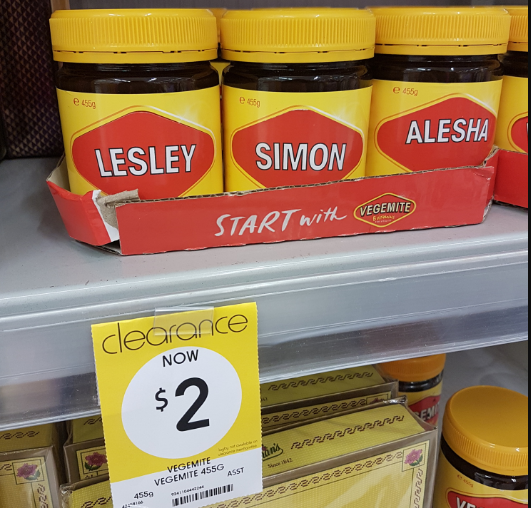 e 455g
e 455g
e 455g
LESLEY
SIMON
ALESHA
START with
VEGEMITE
clearance
NOW
$2
VEGEMITE
VEGEMITE 455G
455g
ASST